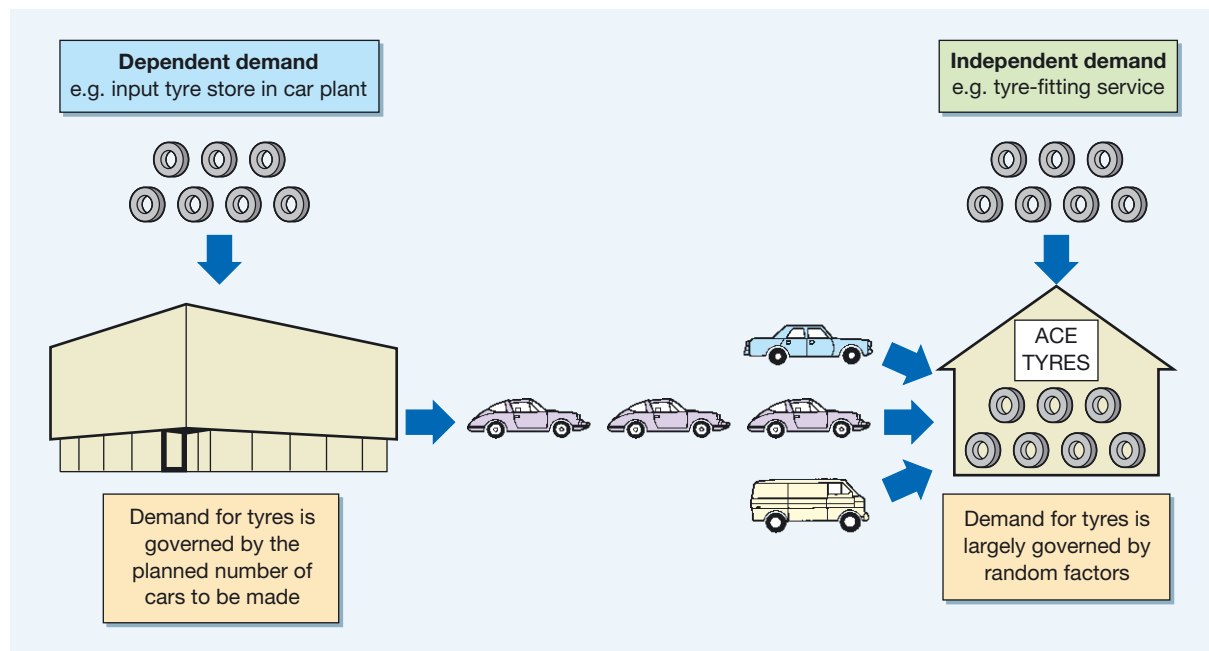 Dependent demand
e.g. input tyre store in car plant
Independent demand
e.g. tyre-fitting service
ACE
TYRES
Demand for tyres is
governed by the
planned number of
cars to be made
Demand for tyres is
largely governed by
random factors